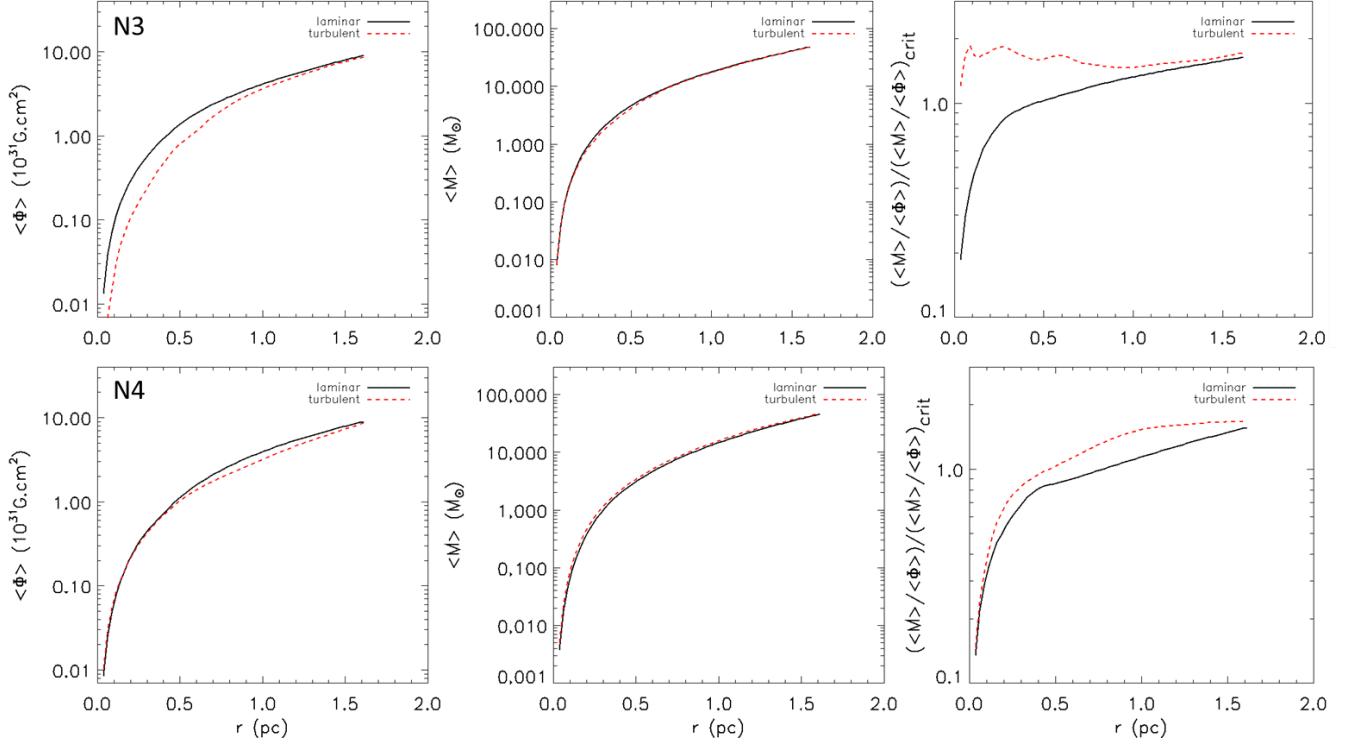 N3
laminar
turbulent
10.00
1.00
0.10
0.01
<Φ> (10³¹G.cm²)
0.0 0.5 1.0 1.5 2.0
r (pc)
laminar
turbulent
100.000
10.000
1.000
0.100
0.010
0.001
<M> (M⊙)
0.0 0.5 1.0 1.5 2.0
r (pc)
laminar
turbulent
1.0
0.1
(<M>/<Φ>)/(<M>/<Φ>)crit
0.0 0.5 1.0 1.5 2.0
r (pc)
N4
laminar
turbulent
10.00
1.00
0.10
0.01
<Φ> (10³¹G.cm²)
0.0 0.5 1.0 1.5 2.0
r (pc)
laminar
turbulent
100.000
10.000
1.000
0.100
0.010
0,001
<M> (M⊙)
0.0 0.5 1.0 1.5 2.0
r (pc)
laminar
turbulent
1.0
0.1
(<M>/<Φ>)/(<M>/<Φ>)crit
0.0 0.5 1.0 1.5 2.0
r (pc)